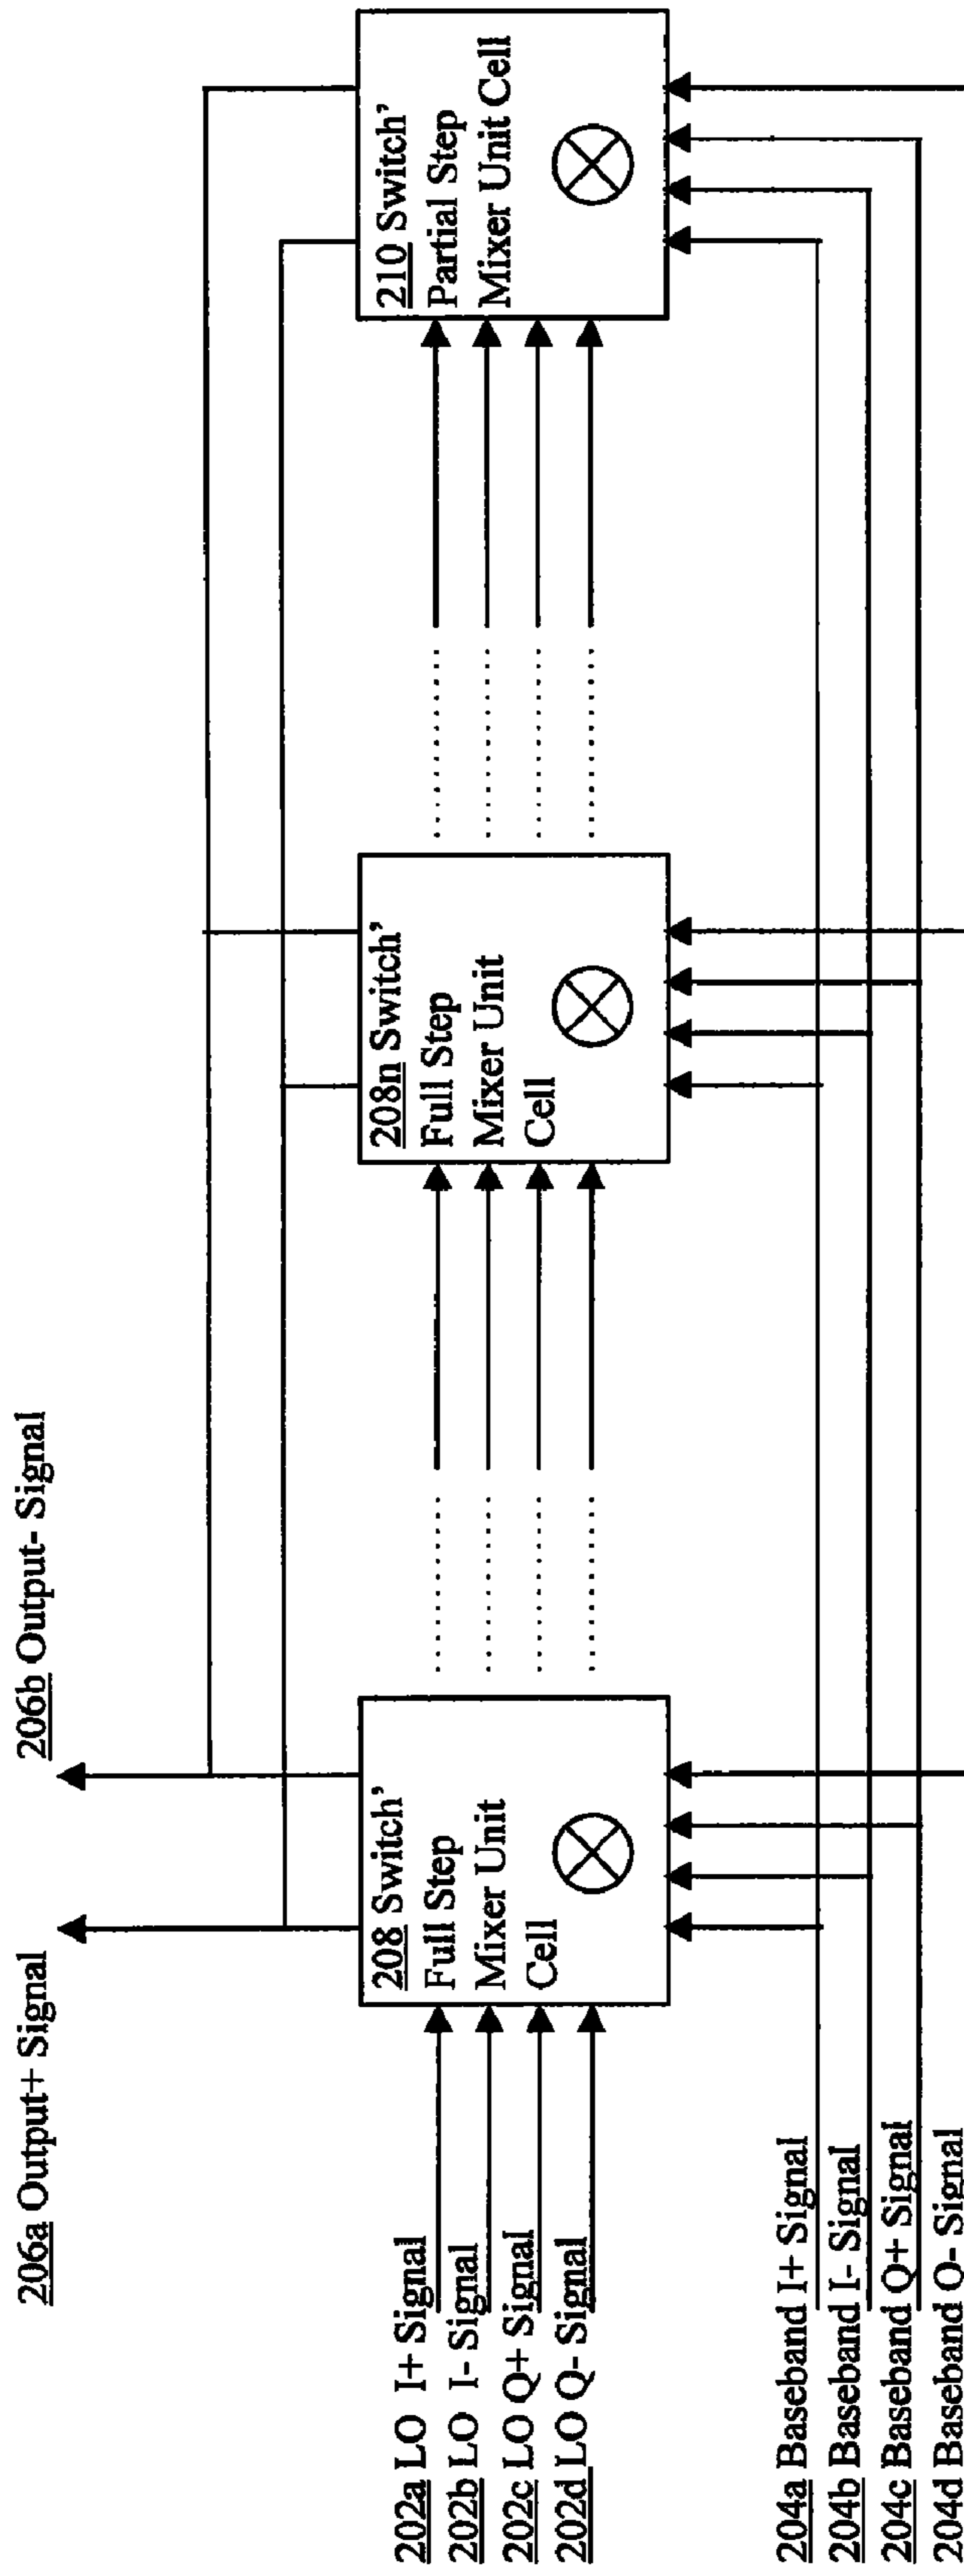 206a Output+ Signal
206b Output- Signal
202a LO I+ Signal
202b LO I- Signal
202c LO Q+ Signal
202d LO Q- Signal
208 Switch'
Full Step
Mixer Unit
Cell
208n Switch'
Full Step
Mixer Unit
Cell
210 Switch'
Partial Step
Mixer Unit Cell
204a Baseband I+ Signal
204b Baseband I- Signal
204c Baseband Q+ Signal
204d Baseband Q- Signal